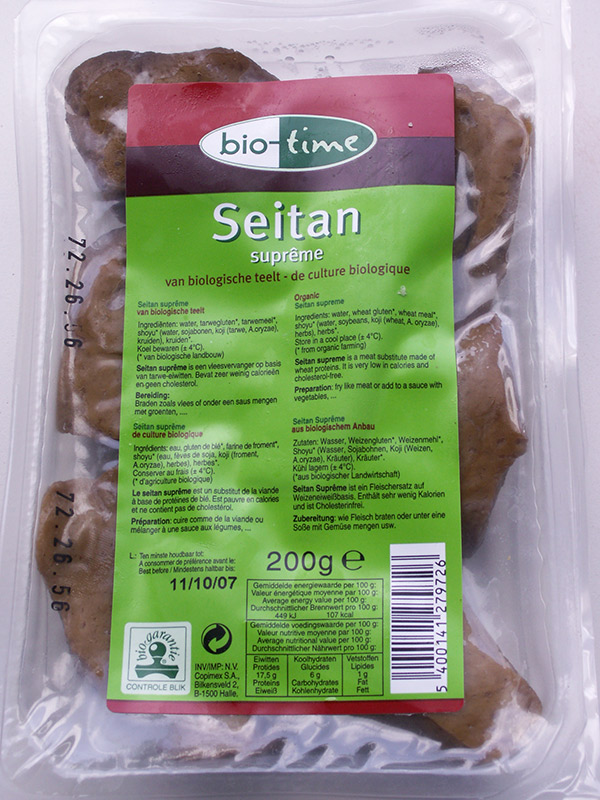 bio-time
Seitan
suprême
van biologische teelt - de culture biologique
Seitan suprême
van biologische teelt
Ingrediënten: water, tarwegluten*, tarwemeel*,
shoyu* (water, sojabonen, koji (tarwe, A.oryzae),
kruiden), kruiden*.
Koel bewaren (± 4°C).
(* van biologische landbouw)
Seitan suprême is een vleesvervanger op basis
van tarwe-eiwitten. Bevat zeer weinig calorieën
en geen cholesterol.
Bereiding:
Braden zoals vlees of onder een saus mengen
met groentan, ....
Organic
Seitan supreme
Ingredients: water, wheat gluten*, wheat meal*,
shoyu* (water, soybeans, koji (wheat, A. oryzae),
herbs), herbs*.
Store in a cool place (± 4°C).
(* from organic farming)
Seitan supreme is a meat substitute made of
wheat proteins. It is very low in calories and
cholesterol-free.
Preparation: fry like meat or add to a sauce with
vegetables, ...
Seitan suprême
de culture biologique
Ingrédients: eau, gluten de blé*, farine de froment*,
shoyu* (eau, fèves de soja, koji (froment,
A.oryzae), herbes), herbes*.
Conserver au frais (± 4°C).
(* d'agriculture biologique)
Le seitan suprême est un substitut de la viande
à base de protéines de blé. Est pauvre en calories
et ne contient pas de cholestérol.
Préparation: cuire comme de la viande ou
mélanger à une sauce aux légumes, ...
Seitan Suprême
aus biologischem Anbau
Zutaten: Wasser, Weizengluten*, Weizenmehl*,
Shoyu* (Wasser, Sojabohnen, Koji (Weizen,
A.oryzae), Kräuter), Kräuter*.
Kühl lagern (± 4°C).
(*aus biologischer Landwirtschaft)
Seitan Suprême ist ein Fleischersatz auf
Weizeneiweißbasis. Enthält sehr wenig Kalorien
und ist Cholesterinfrei.
Zubereitung: wie Fleisch braten oder unter eine
Soße mit Gemüse mengen usw.
L: Ten minste houdbaar tot:
A consommer de préférence avant le:
Best before / Mindestens haltbar bis:
11/10/07
200g e
Gemiddelde energiewaarde per 100 g:
Valeur énergétique moyenne par 100 g:
Average energy value per 100 g:
Durchschnittlicher Brennwert pro 100 g:
449 kJ 107 kcal
Gemiddelde voedingswaarde per 100 g:
Valeur nutritive moyenne par 100 g:
Average nutritional value per 100 g:
Durchschnittlicher Nährwert pro 100 g:
Eiwitten Koolhydraten Vetstoffen
Protides Glucides Lipides
17,5 g 6 g 1 g
Proteins Carbohydrates Fat
Eiweiß Kohlenhydrate Fett
bio-garantie
CONTROLE BLIK
INV/IMP: N.V.
Copimex S.A.,
Bilkensveld 2,
B-1500 Halle.
5 400141 279726
72.26.56
72.26.56